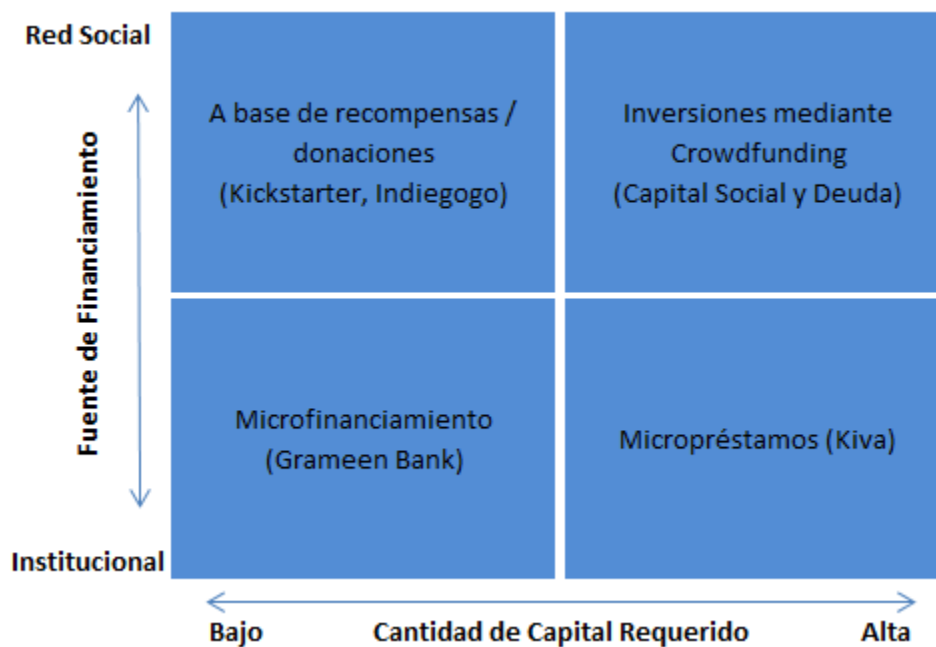 Red Social
A base de recompensas /
donaciones
(Kickstarter, Indiegogo)
Inversiones mediante
Crowdfunding
(Capital Social y Deuda)
Fuente de Financiamiento
Microfinanciamiento
(Grameen Bank)
Micropréstamos (Kiva)
Institucional
Bajo
Cantidad de Capital Requerido
Alta